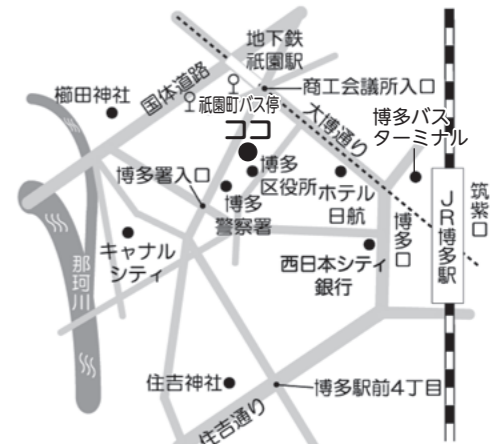 地下鉄
祇園駅
国体道路
櫛田神社
祇園町バス停
商工会議所入口
大博通り
博多バス
ターミナル
ココ
博多署入口
博多
区役所
博多
警察署
ホテル
日航
博多口
JR博多駅
筑紫口
キャナル
シティ
那珂川
西日本シティ
銀行
住吉神社
博多駅前4丁目
住吉通り